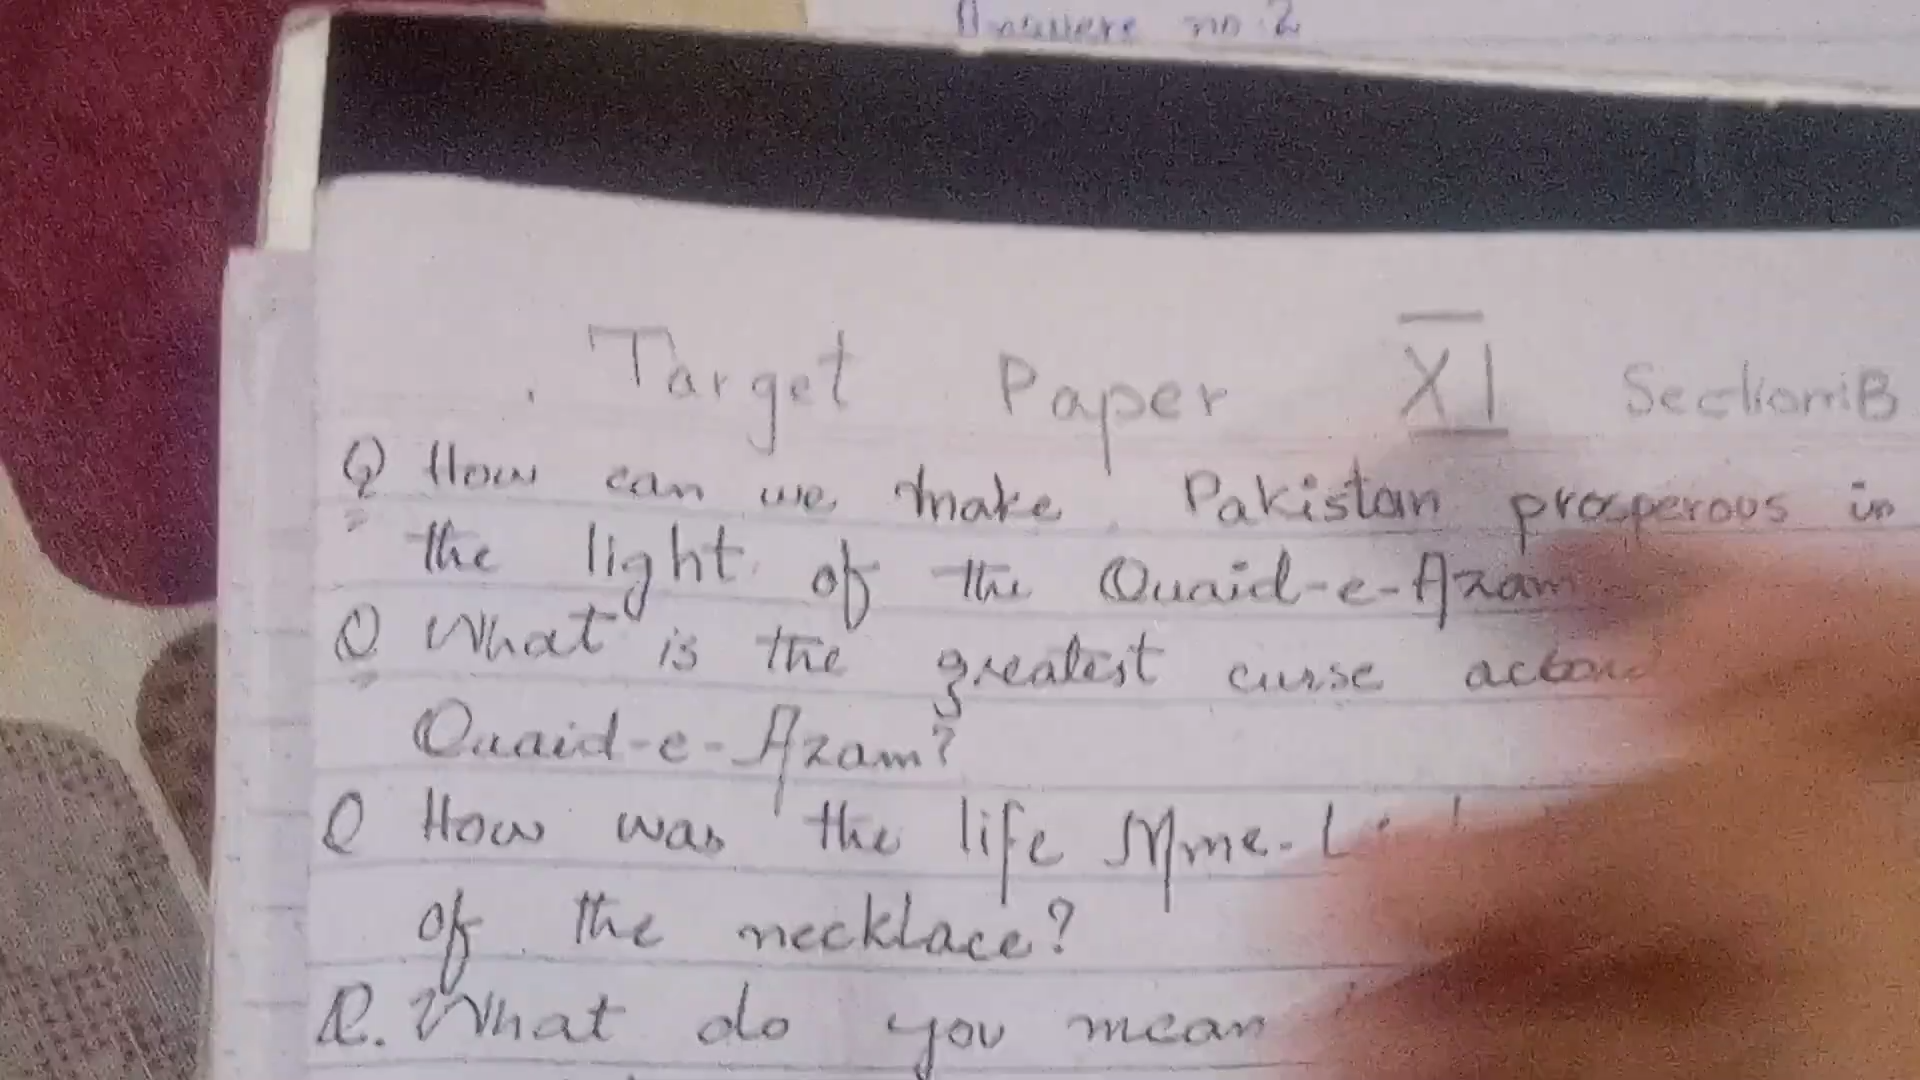 Answere no 2
Target Paper XI Section B
Q How can we make Pakistan prosperous in
the light of the Quaid-e-Azam
Q What is the greatest curse
Quaid-e-Azam?
Q How was the life Mme.
of the necklace?
Q. What do you mean